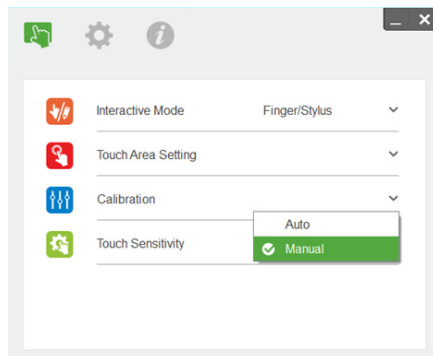 Interactive Mode Finger/Stylus
Touch Area Setting
Calibration
Auto
Touch Sensitivity
Manual